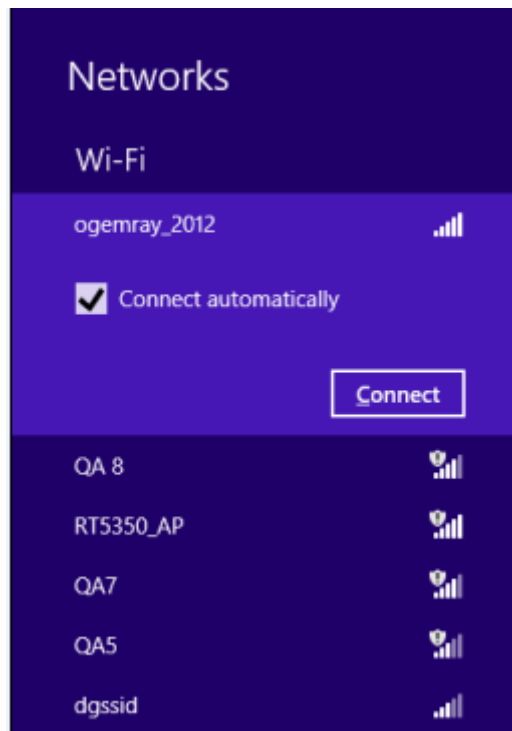 Networks
Wi-Fi
ogemray_2012
Connect automatically
Connect
QA 8
RT5350_AP
QA7
QA5
dgssid